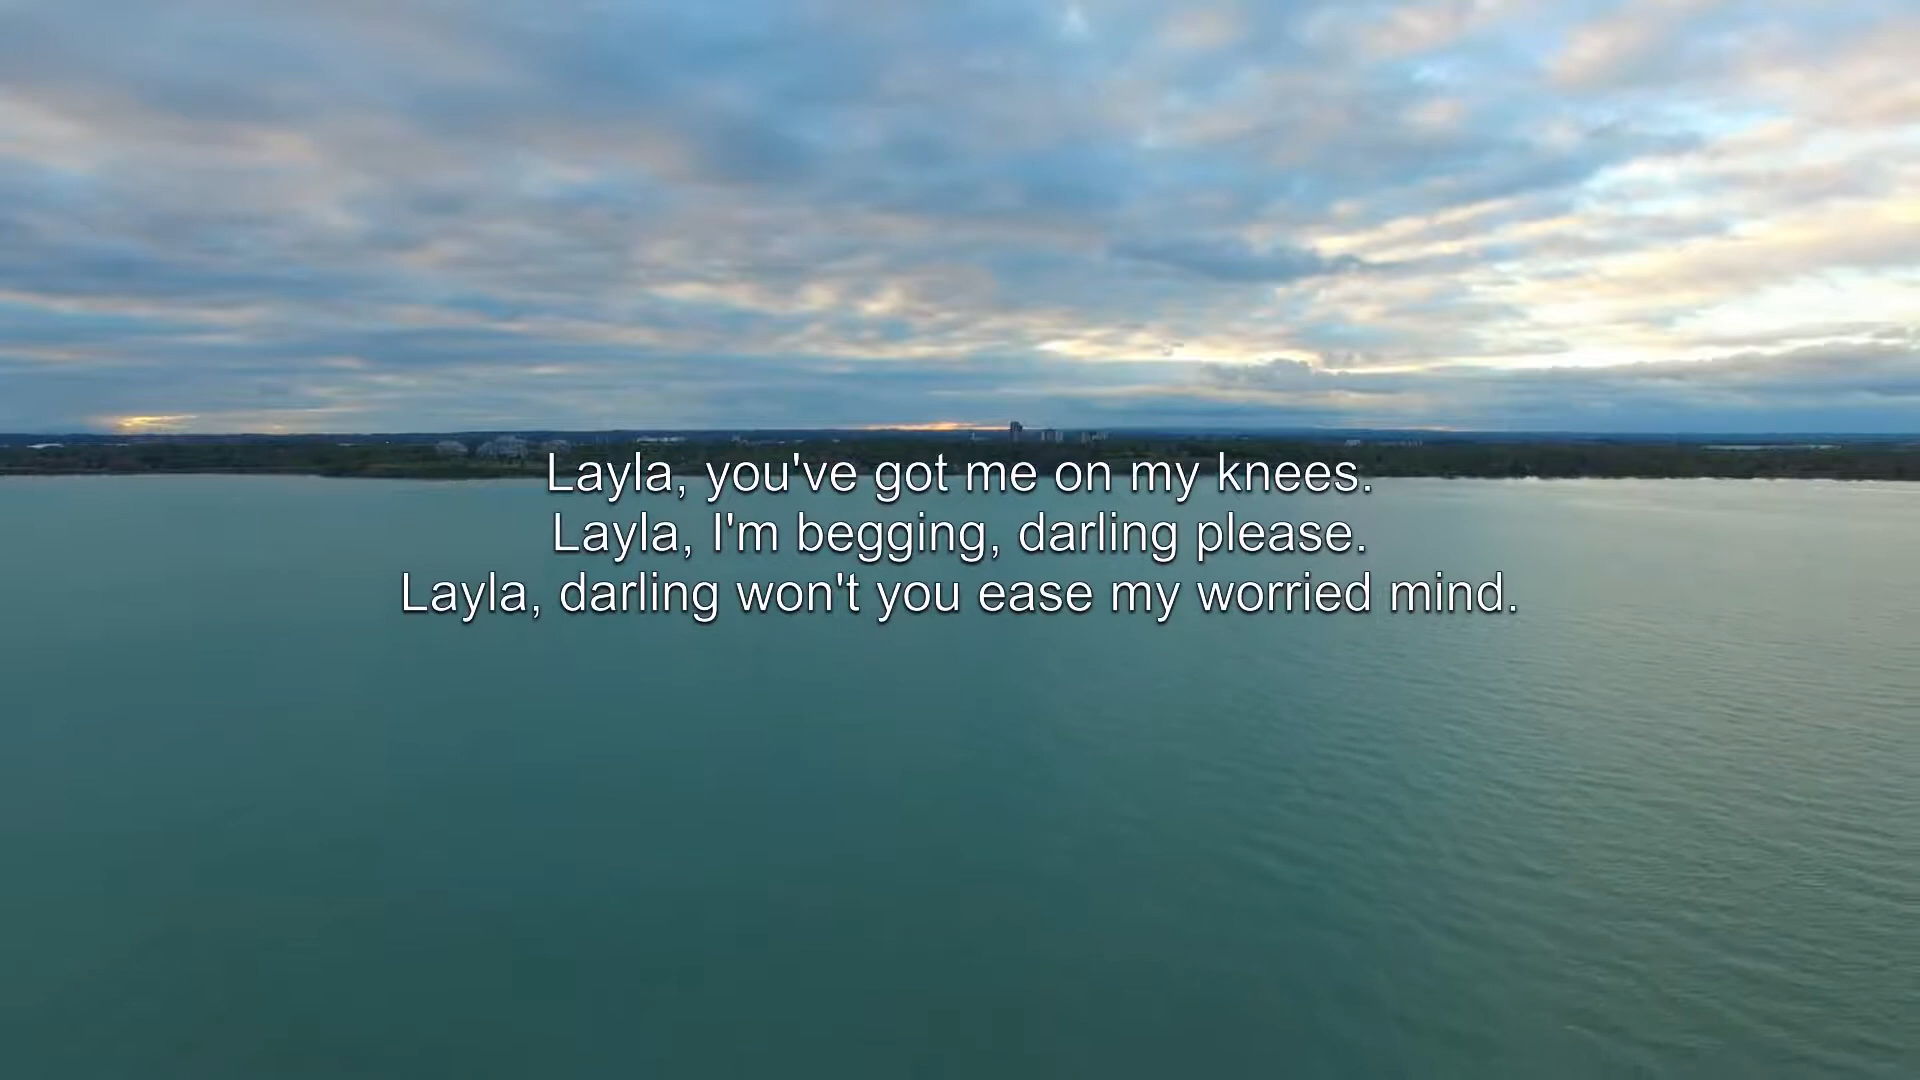 Layla, you've got me on my knees.
Layla, I'm begging, darling please.
Layla, darling won't you ease my worried mind.